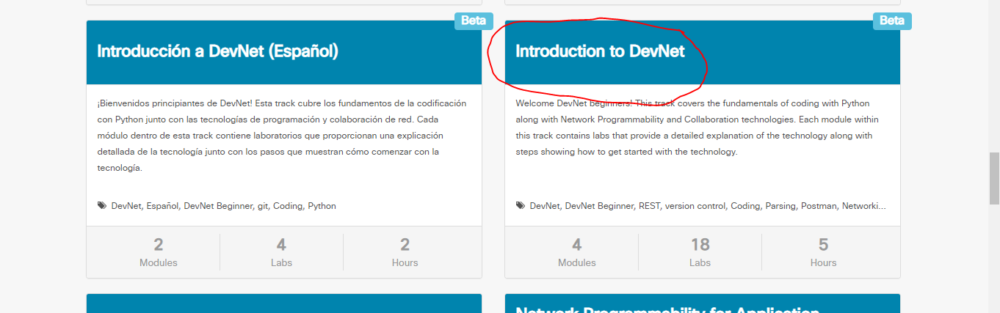 Beta
Introducción a DevNet (Español)
¡Bienvenidos principiantes de DevNet! Esta track cubre los fundamentos de la codificación
con Python junto con las tecnologías de programación y colaboración de red. Cada
módulo dentro de esta track contiene laboratorios que proporcionan una explicación
detallada de la tecnología junto con los pasos que muestran cómo comenzar con la
tecnología.
DevNet, Español, DevNet Beginner, git, Coding, Python
2
Modules
4
Labs
2
Hours
Beta
Introduction to DevNet
Welcome DevNet beginners! This track covers the fundamentals of coding with Python
along with Network Programmability and Collaboration technologies. Each module within
this track contains labs that provide a detailed explanation of the technology along with
steps showing how to get started with the technology.
DevNet, DevNet Beginner, REST, version control, Coding, Parsing, Postman, Networki...
4
Modules
18
Labs
5
Hours
Network Programmability for Application